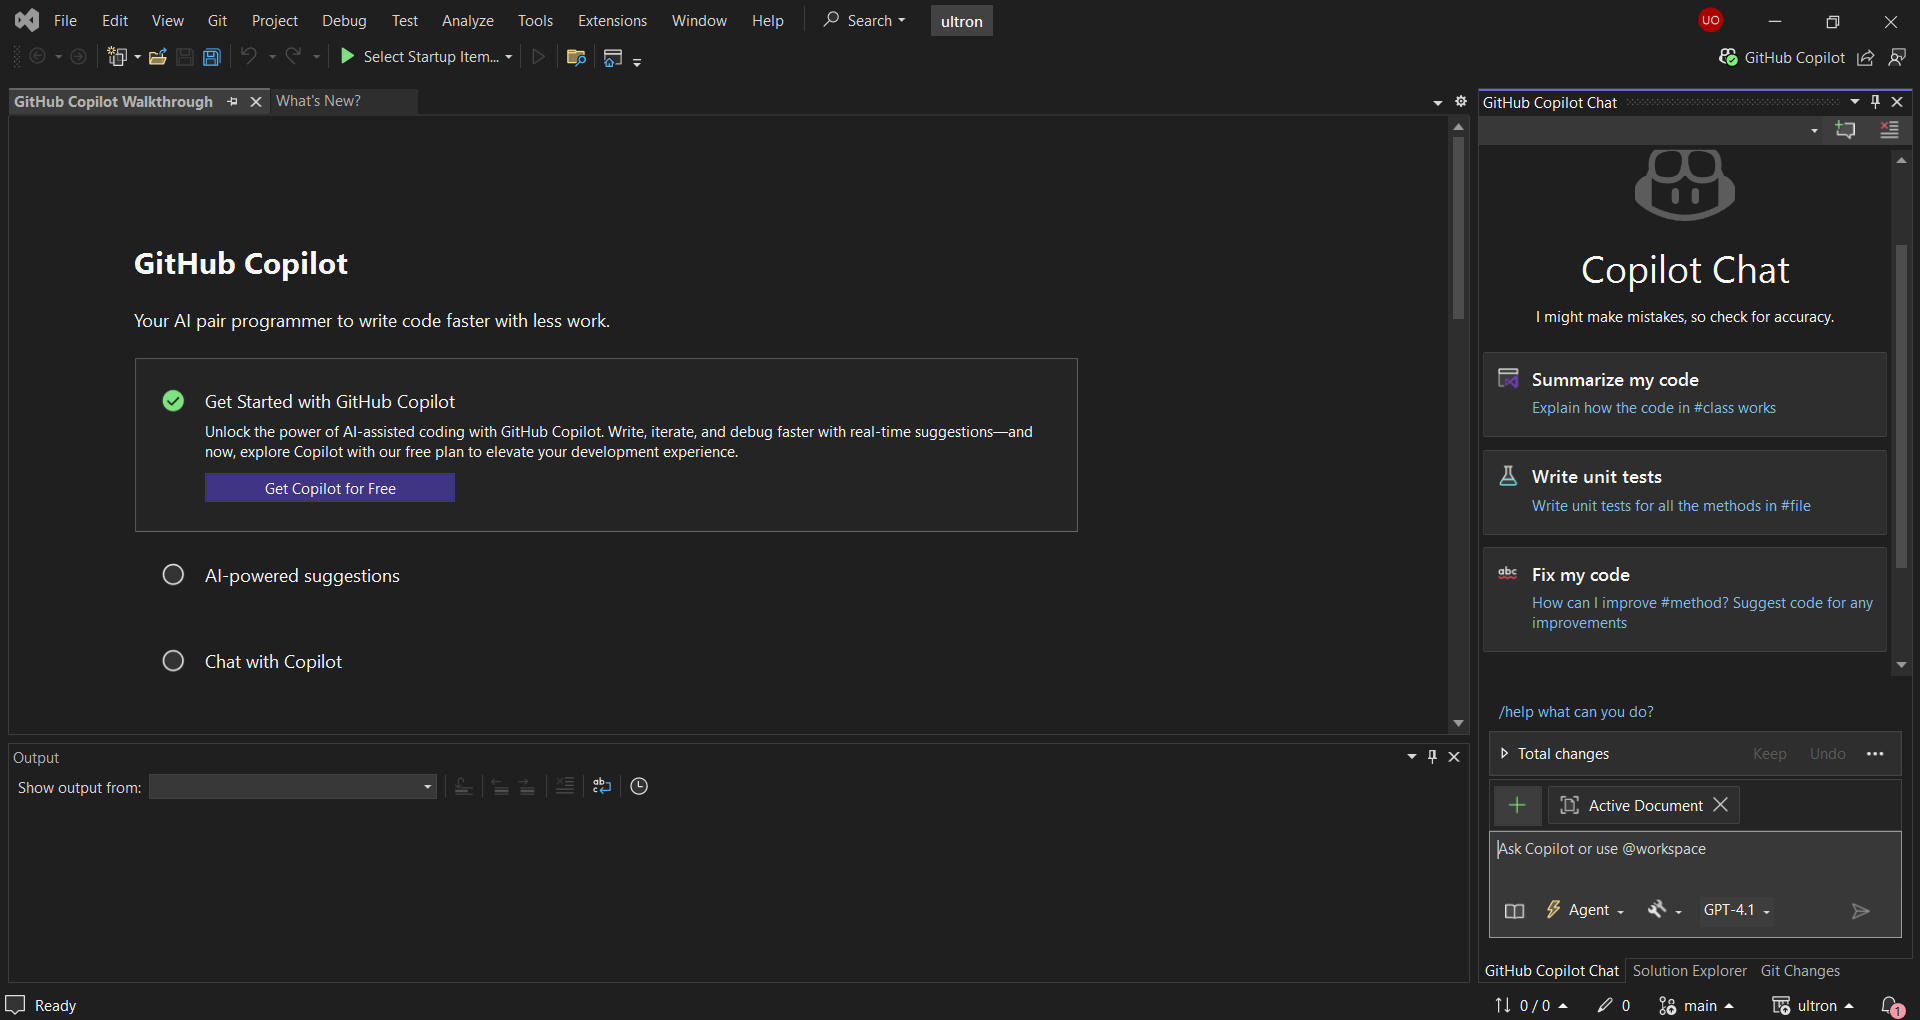 File Edit View Git Project Debug Test Analyze Tools Extensions Window Help Search ultron UO
Select Startup Item... GitHub Copilot
GitHub Copilot Walkthrough What's New?
GitHub Copilot
Your AI pair programmer to write code faster with less work.
Get Started with GitHub Copilot
Unlock the power of AI-assisted coding with GitHub Copilot. Write, iterate, and debug faster with real-time suggestions—and
now, explore Copilot with our free plan to elevate your development experience.
Get Copilot for Free
AI-powered suggestions
Chat with Copilot
Output
Show output from:
abc
GitHub Copilot Chat
Copilot Chat
I might make mistakes, so check for accuracy.
Summarize my code
Explain how the code in #class works
Write unit tests
Write unit tests for all the methods in #file
abc Fix my code
How can I improve #method? Suggest code for any
improvements
/help what can you do?
Total changes Keep Undo
Active Document
Ask Copilot or use @workspace
Agent GPT-4.1
GitHub Copilot Chat Solution Explorer Git Changes
Ready 0 / 0 0 main ultron 1